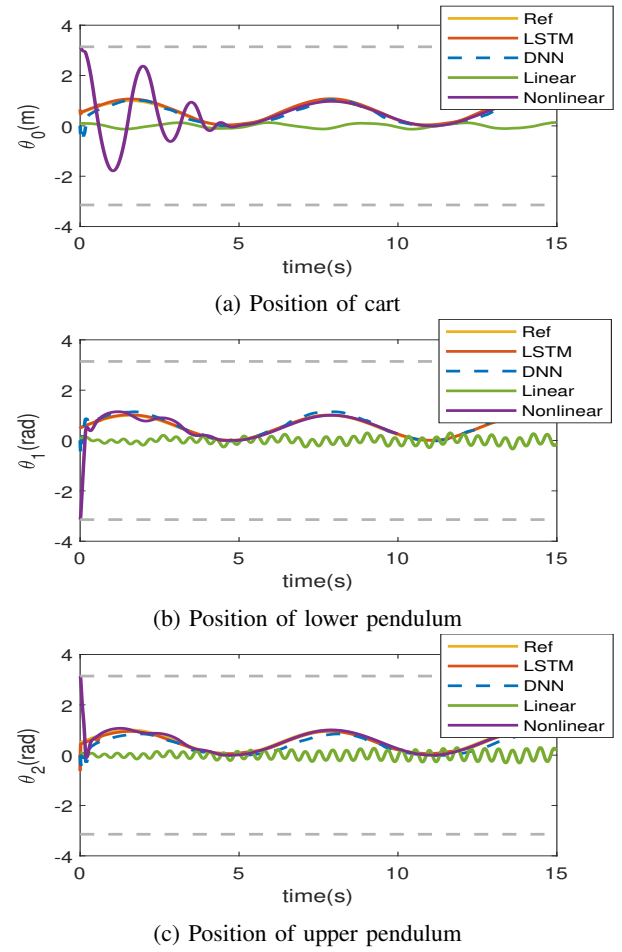 4
2
0
-2
-4
θ0(m)
0 5 10 15
time(s)
Ref
LSTM
DNN
Linear
Nonlinear
(a) Position of cart
4
2
0
-2
-4
θ1(rad)
0 5 10 15
time(s)
Ref
LSTM
DNN
Linear
Nonlinear
(b) Position of lower pendulum
4
2
0
-2
-4
θ2(rad)
0 5 10 15
time(s)
Ref
LSTM
DNN
Linear
Nonlinear
(c) Position of upper pendulum